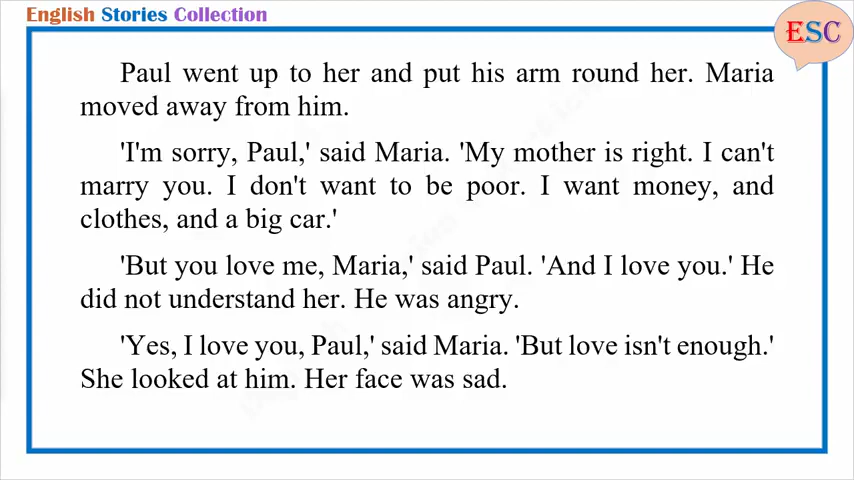 English Stories Collection
ESC
Paul went up to her and put his arm round her. Maria
moved away from him.
'I'm sorry, Paul,' said Maria. 'My mother is right. I can't
marry you. I don't want to be poor. I want money, and
clothes, and a big car.'
'But you love me, Maria,' said Paul. 'And I love you.' He
did not understand her. He was angry.
'Yes, I love you, Paul,' said Maria. 'But love isn't enough.'
She looked at him. Her face was sad.